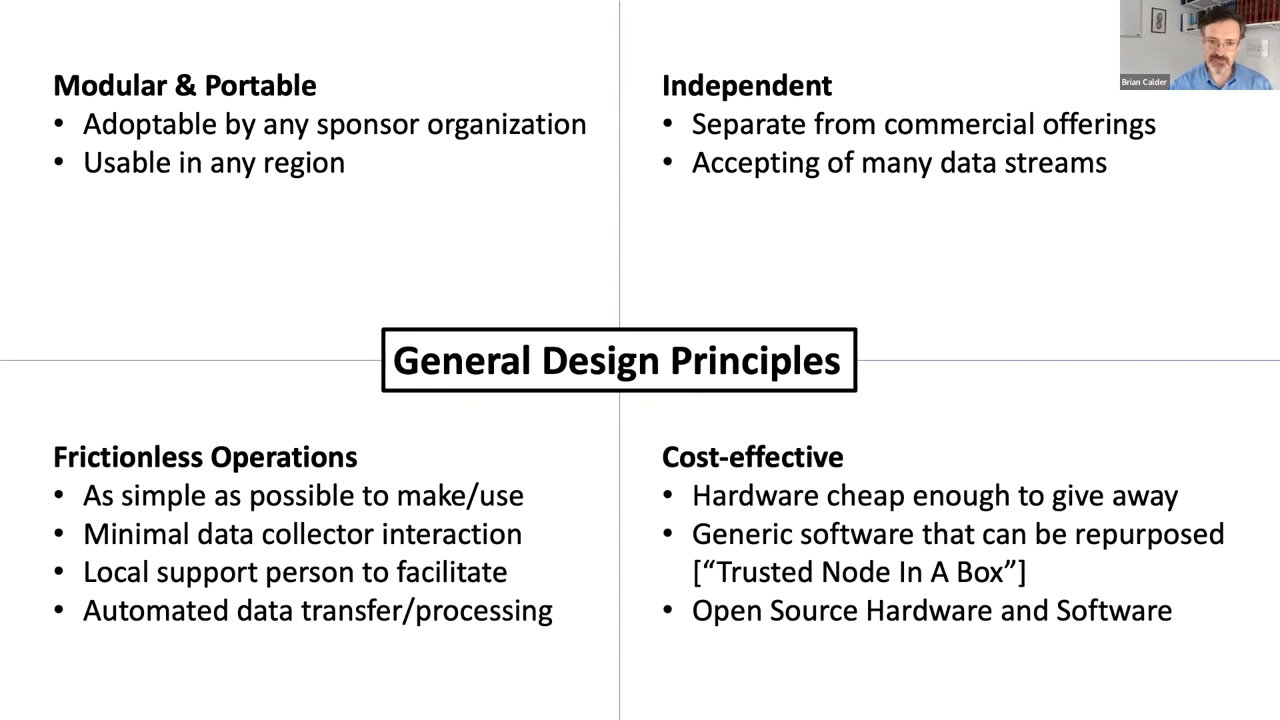 Modular & Portable
• Adoptable by any sponsor organization
• Usable in any region
Independent
• Separate from commercial offerings
• Accepting of many data streams
Brian Calder
General Design Principles
Frictionless Operations
• As simple as possible to make/use
• Minimal data collector interaction
• Local support person to facilitate
• Automated data transfer/processing
Cost-effective
• Hardware cheap enough to give away
• Generic software that can be repurposed
[“Trusted Node In A Box”]
• Open Source Hardware and Software